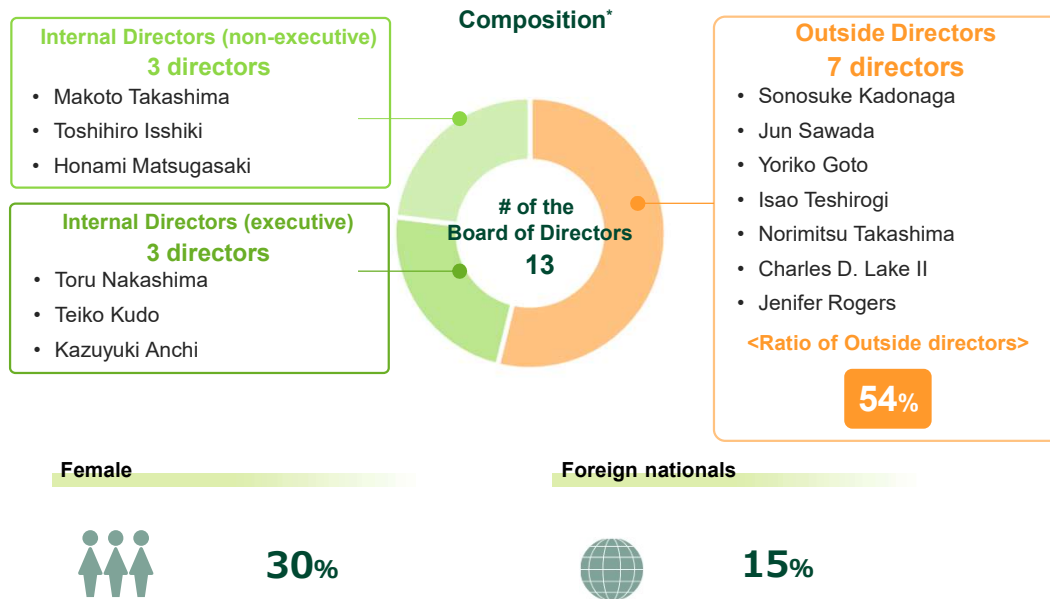 Composition*
Internal Directors (non-executive)
3 directors
• Makoto Takashima
• Toshihiro Isshiki
• Honami Matsugasaki
Internal Directors (executive)
3 directors
• Toru Nakashima
• Teiko Kudo
• Kazuyuki Anchi
# of the
Board of Directors
13
Outside Directors
7 directors
• Sonosuke Kadonaga
• Jun Sawada
• Yoriko Goto
• Isao Teshirogi
• Norimitsu Takashima
• Charles D. Lake II
• Jenifer Rogers
<Ratio of Outside directors>
54%
Female
30%
Foreign nationals
15%